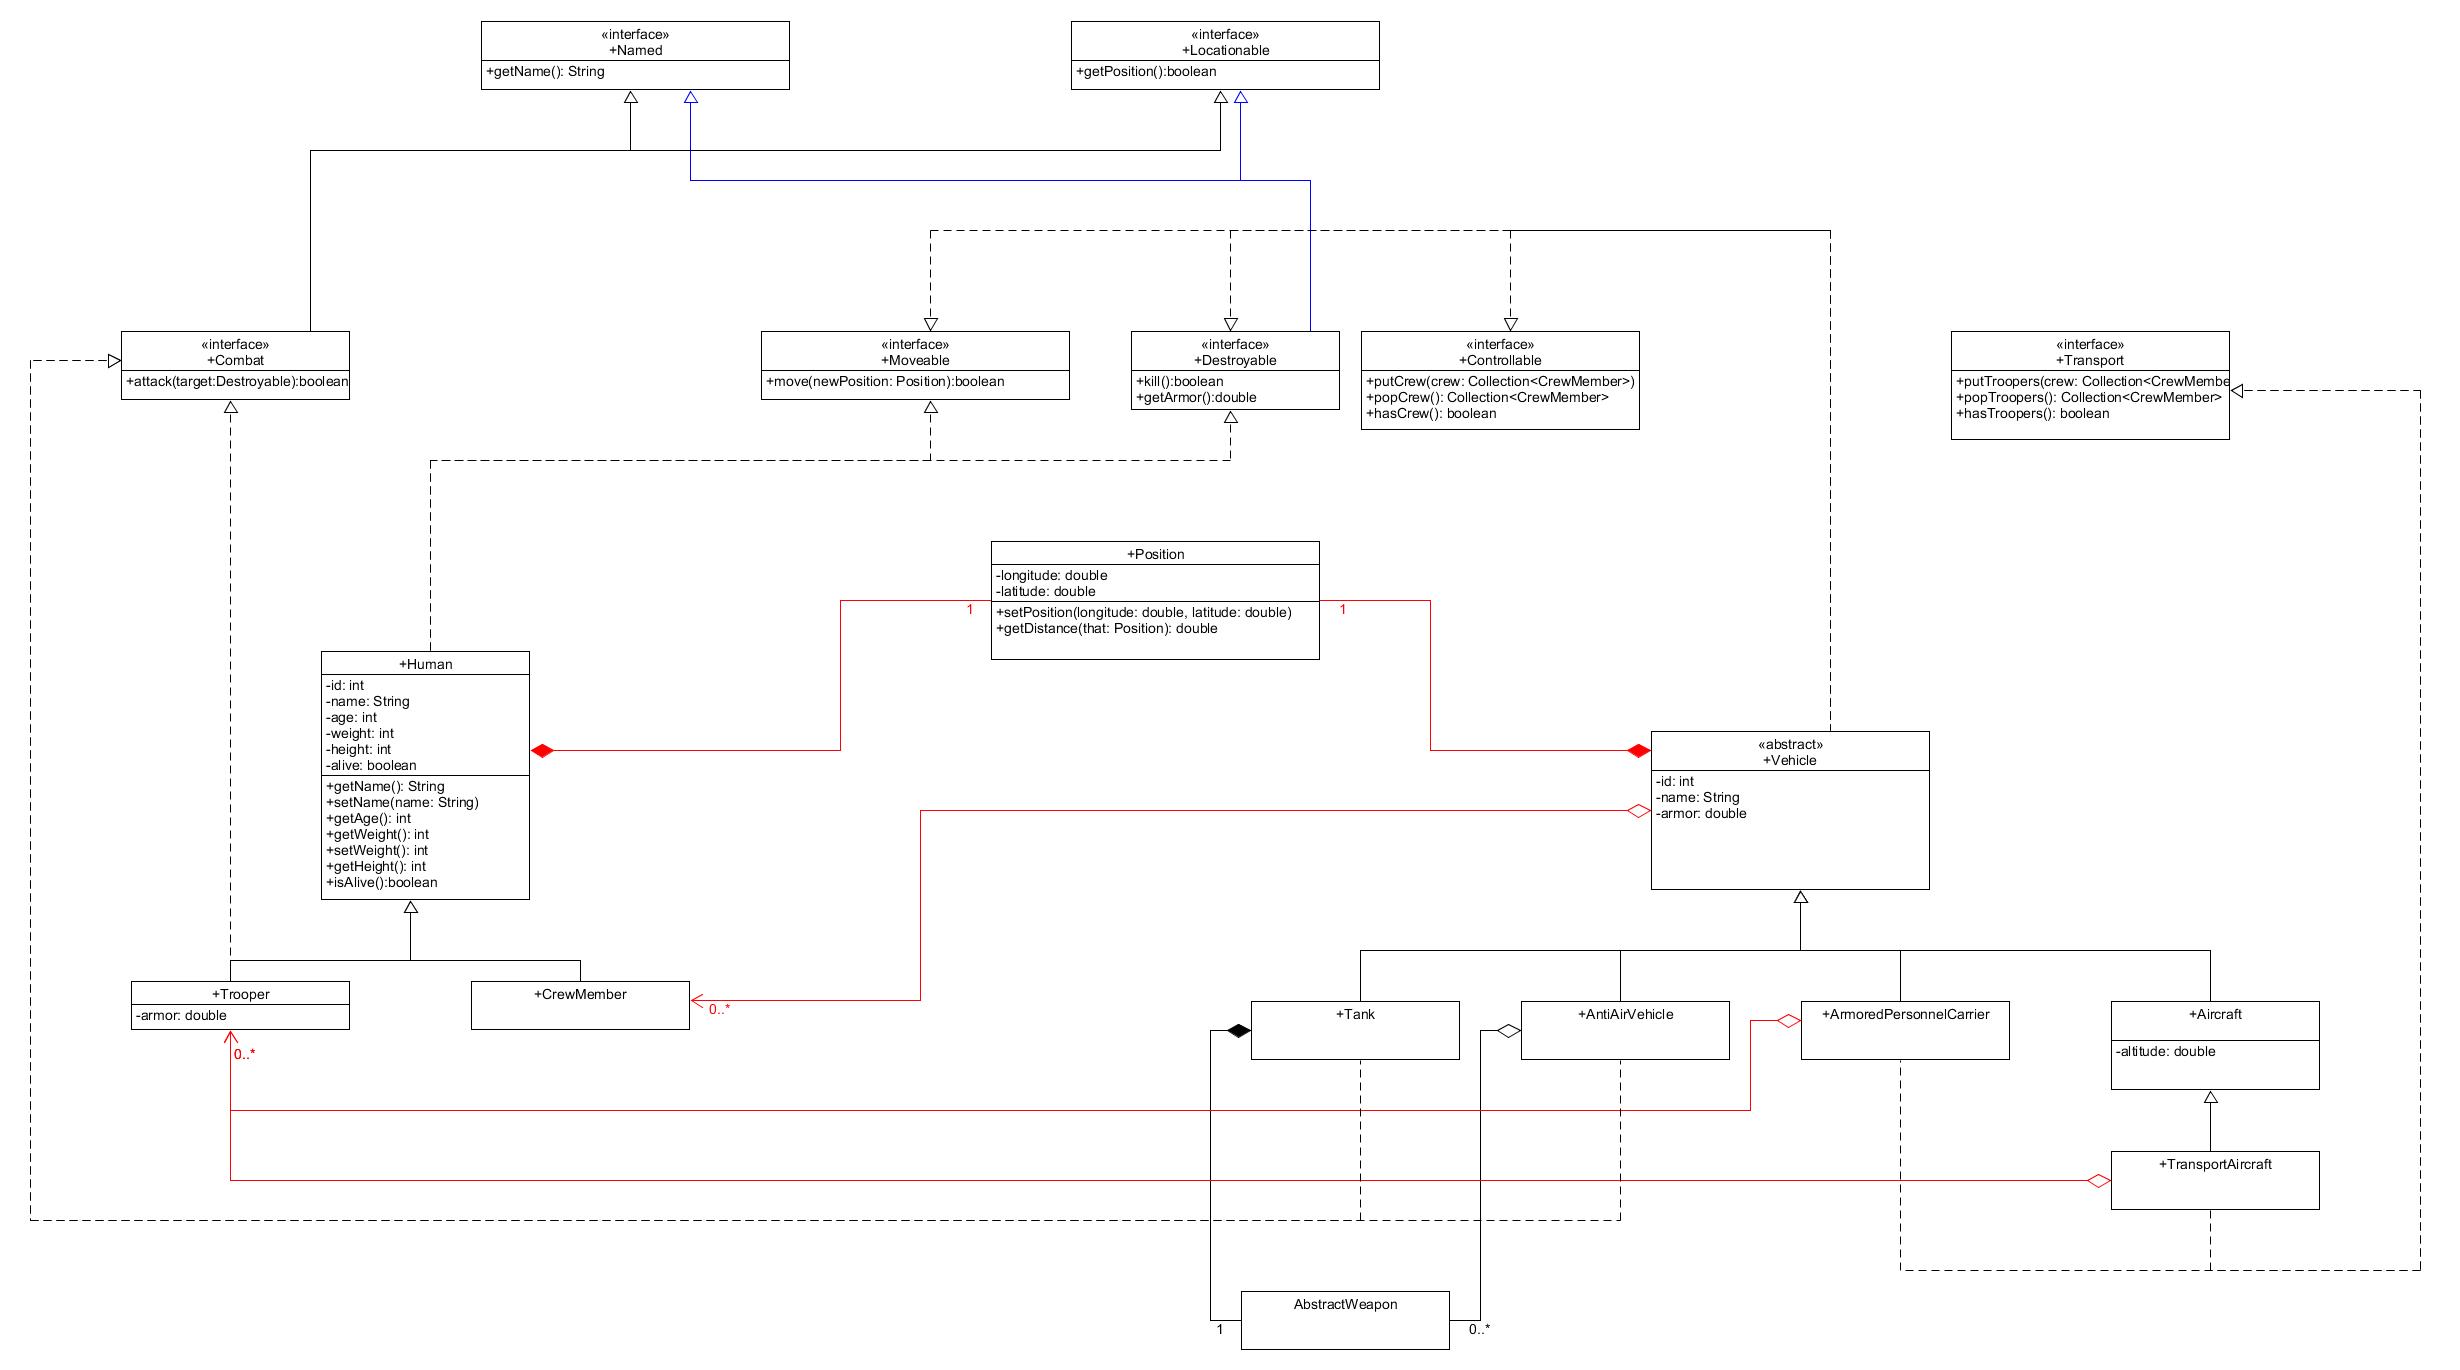 «interface»
+Named
+getName(): String
«interface»
+Locationable
+getPosition():boolean
«interface»
+Combat
+attack(target:Destroyable):boolean
«interface»
+Moveable
+move(newPosition: Position):boolean
«interface»
+Destroyable
+kill():boolean
+getArmor():double
«interface»
+Controllable
+putCrew(crew: Collection<CrewMember>)
+popCrew(): Collection<CrewMember>
+hasCrew(): boolean
«interface»
+Transport
+putTroopers(crew: Collection<CrewMembe
+popTroopers(): Collection<CrewMember>
+hasTroopers(): boolean
+Position
-longitude: double
-latitude: double
+setPosition(longitude: double, latitude: double)
+getDistance(that: Position): double
1
1
+Human
-id: int
-name: String
-age: int
-weight: int
-height: int
-alive: boolean
+getName(): String
+setName(name: String)
+getAge(): int
+getWeight(): int
+setWeight(): int
+getHeight(): int
+isAlive():boolean
«abstract»
+Vehicle
-id: int
-name: String
-armor: double
+Trooper
-armor: double
0..*
+CrewMember
0..*
+Tank
+AntiAirVehicle
+ArmoredPersonnelCarrier
+Aircraft
-altitude: double
+TransportAircraft
AbstractWeapon
1
0..*